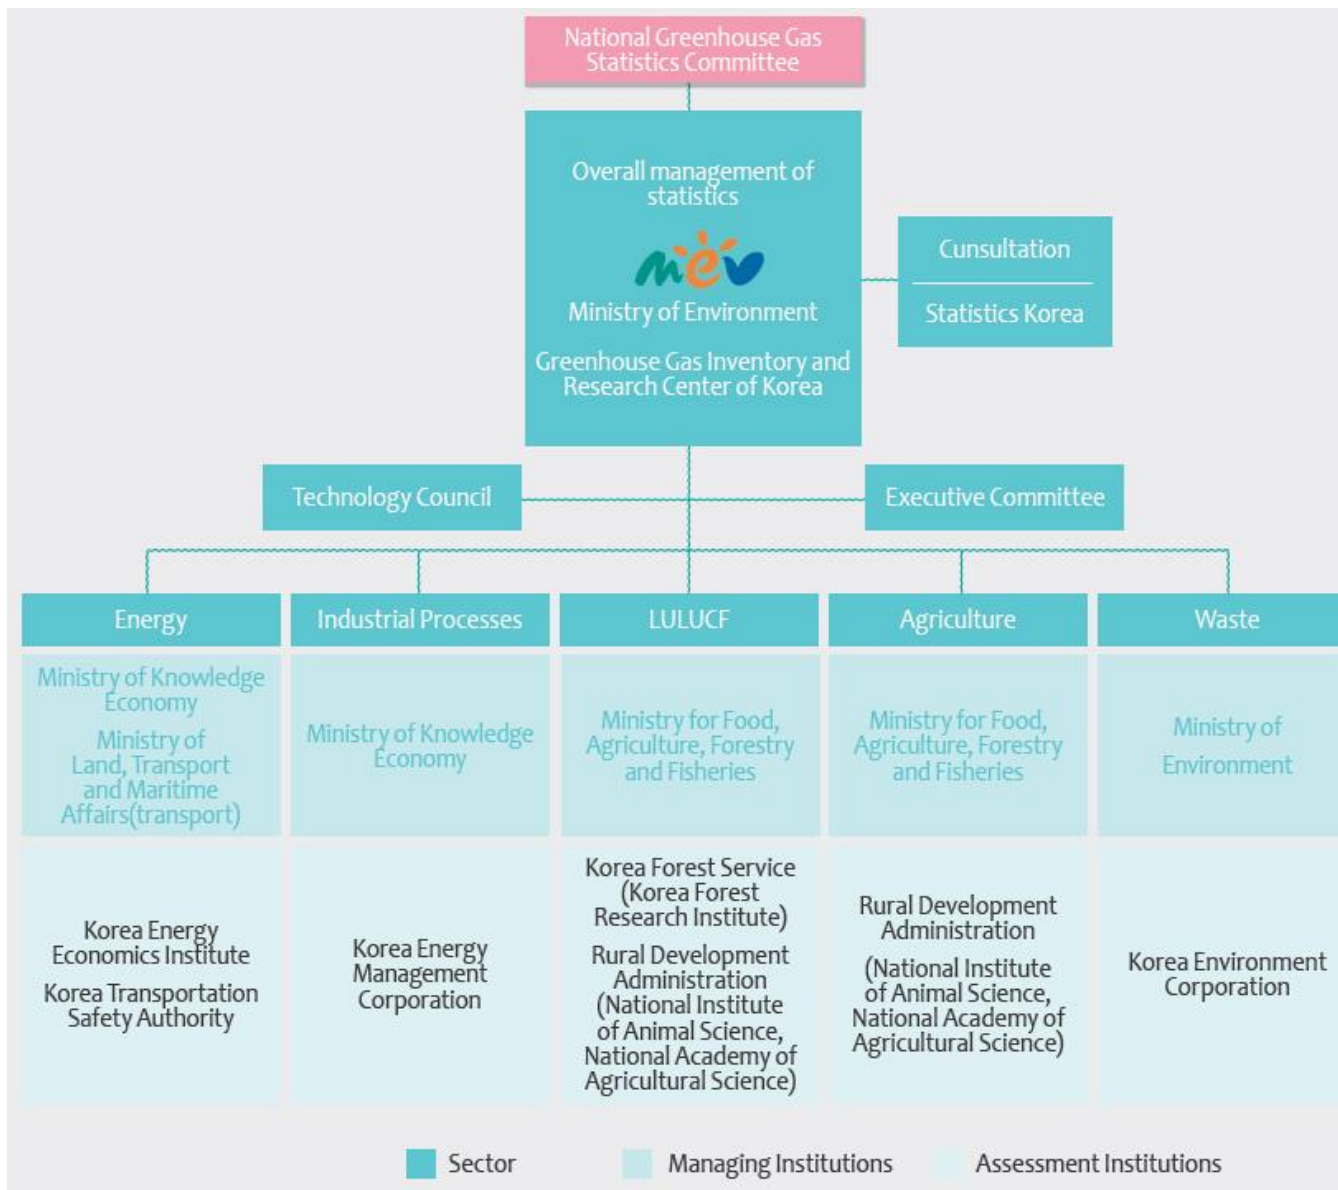 National Greenhouse Gas
Statistics Committee
Overall management of
statistics
mev
Ministry of Environment
Greenhouse Gas Inventory and
Research Center of Korea
Cunsultation
Statistics Korea
Technology Council
Executive Committee
Energy
Industrial Processes
LULUCF
Agriculture
Waste
Ministry of Knowledge
Economy
Ministry of
Land, Transport
and Maritime
Affairs(transport)
Ministry of Knowledge
Economy
Ministry for Food,
Agriculture, Forestry
and Fisheries
Ministry for Food,
Agriculture, Forestry
and Fisheries
Ministry of
Environment
Korea Energy
Economics Institute
Korea Transportation
Safety Authority
Korea Energy
Management
Corporation
Korea Forest Service
(Korea Forest
Research Institute)
Rural Development
Administration
(National Institute
of Animal Science,
National Academy of
Agricultural Science)
Rural Development
Administration
(National Institute
of Animal Science,
National Academy of
Agricultural Science)
Korea Environment
Corporation
Sector
Managing Institutions
Assessment Institutions